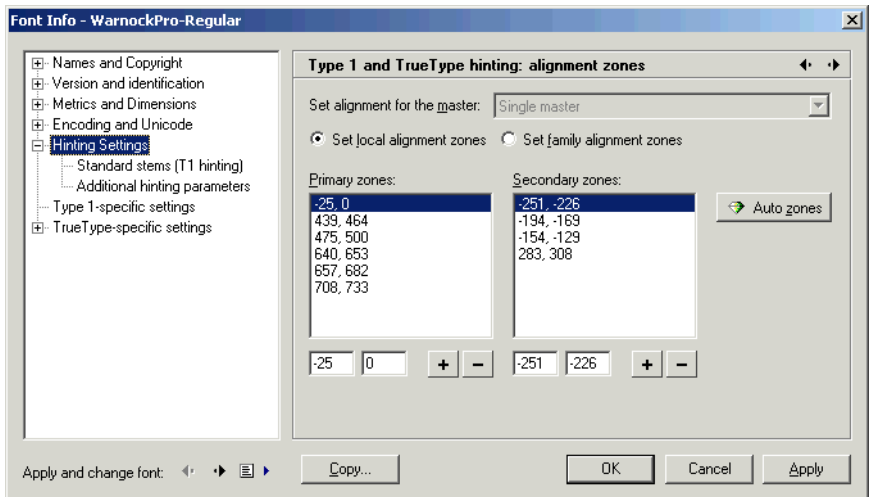 Font Info - WarnockPro-Regular
Names and Copyright
Version and identification
Metrics and Dimensions
Encoding and Unicode
Hinting Settings
Standard stems (T1 hinting)
Additional hinting parameters
Type 1-specific settings
TrueType-specific settings
Type 1 and TrueType hinting: alignment zones
Set alignment for the master: Single master
Set local alignment zones Set family alignment zones
Primary zones: Secondary zones:
-25, 0 -251, -226
439, 464 -194, -169
475, 500 -154, -129
640, 653 283, 308
657, 682
708, 733
Auto zones
-25 0 + − -251 -226 + −
Apply and change font: Copy... OK Cancel Apply